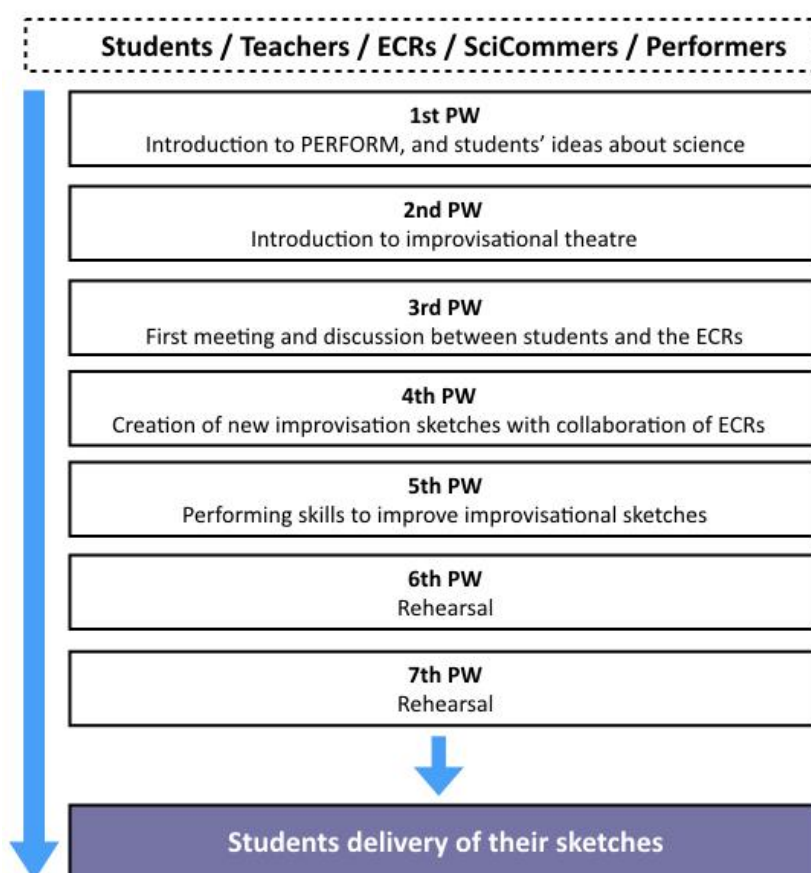 Students / Teachers / ECRs / SciCommers / Performers
1st PW
Introduction to PERFORM, and students’ ideas about science
2nd PW
Introduction to improvisational theatre
3rd PW
First meeting and discussion between students and the ECRs
4th PW
Creation of new improvisation sketches with collaboration of ECRs
5th PW
Performing skills to improve improvisational sketches
6th PW
Rehearsal
7th PW
Rehearsal
Students delivery of their sketches